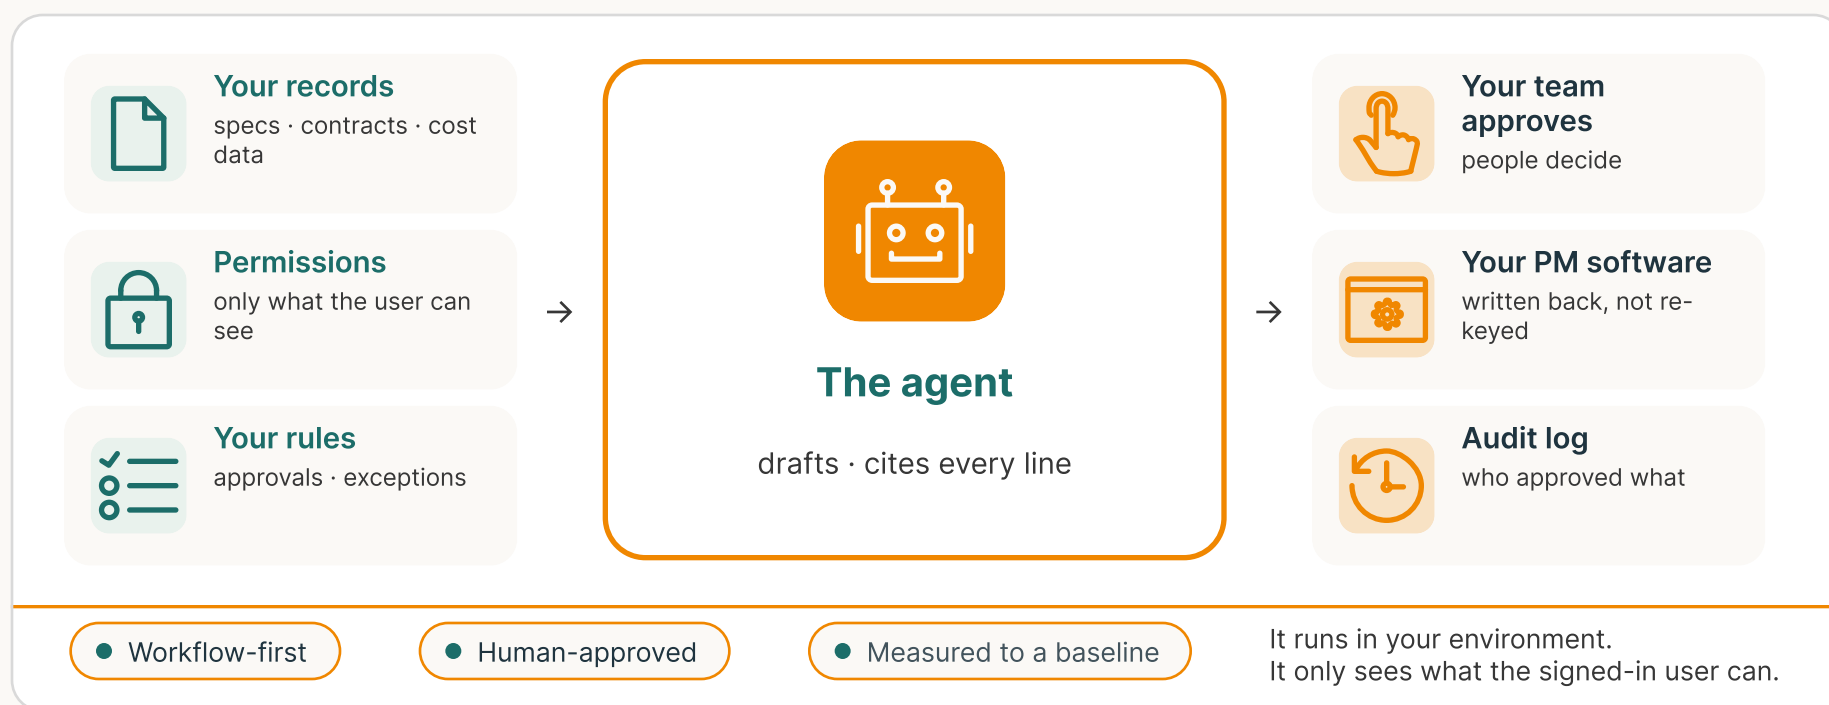 Your records
specs · contracts · cost
data
Permissions
only what the user can
see
Your rules
approvals · exceptions
→
The agent
drafts · cites every line
→
Your team
approves
people decide
Your PM software
written back, not re-
keyed
Audit log
who approved what
Workflow-first
Human-approved
Measured to a baseline
It runs in your environment.
It only sees what the signed-in user can.